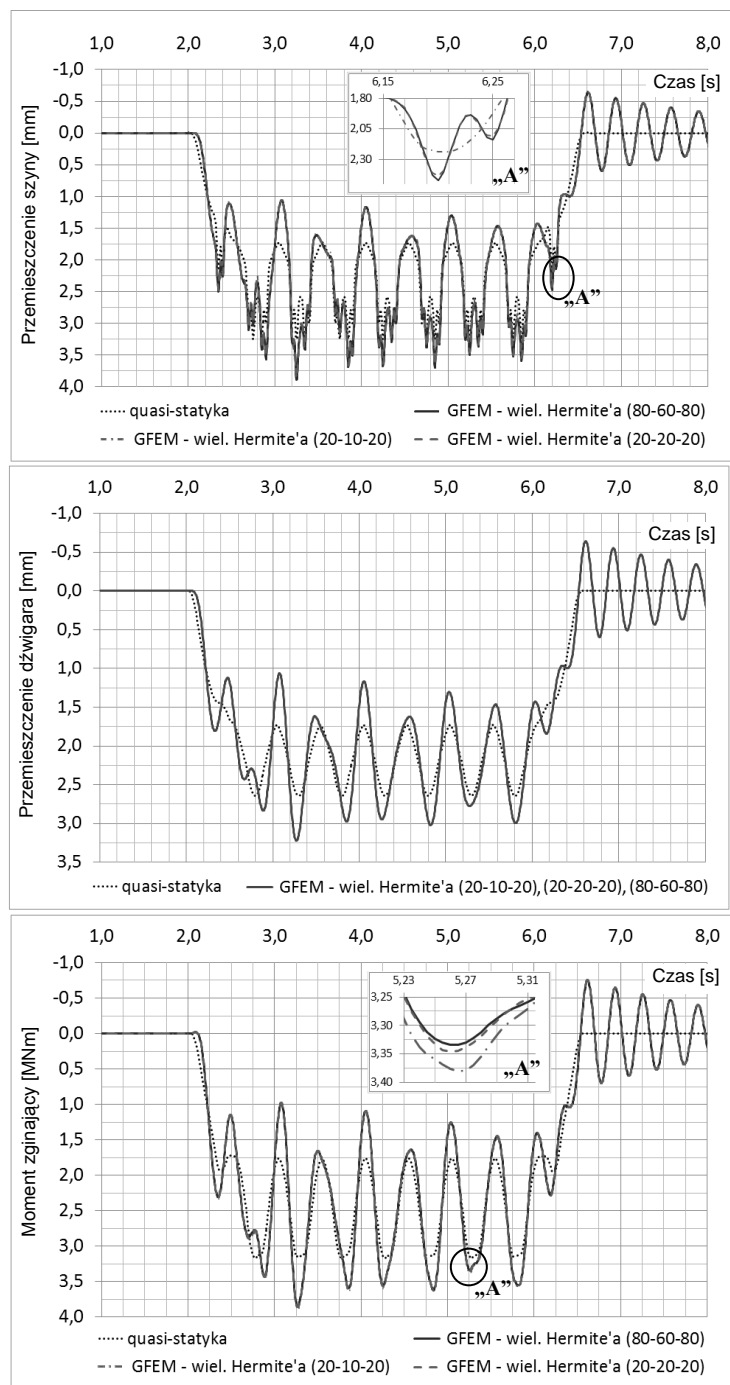 1,0 2,0 3,0 4,0 5,0 6,0 7,0 8,0
-1,0
-0,5
0,0
0,5
1,0
1,5
2,0
2,5
3,0
3,5
4,0
Przemieszczenie szyny [mm]
Czas [s]
6,15 6,25
1,80
2,05
2,30
„A”
„A”
quasi-statyka GFEM - wiel. Hermite'a (80-60-80)
GFEM - wiel. Hermite'a (20-10-20) GFEM - wiel. Hermite'a (20-20-20)
1,0 2,0 3,0 4,0 5,0 6,0 7,0 8,0
-1,0
-0,5
0,0
0,5
1,0
1,5
2,0
2,5
3,0
3,5
Przemieszczenie dźwigara [mm]
Czas [s]
quasi-statyka GFEM - wiel. Hermite'a (20-10-20), (20-20-20), (80-60-80)
1,0 2,0 3,0 4,0 5,0 6,0 7,0 8,0
-1,0
-0,5
0,0
0,5
1,0
1,5
2,0
2,5
3,0
3,5
4,0
Moment zginający [MNm]
Czas [s]
5,23 5,27 5,31
3,25
3,30
3,35
3,40
„A”
„A”
quasi-statyka GFEM - wiel. Hermite'a (80-60-80)
GFEM - wiel. Hermite'a (20-10-20) GFEM - wiel. Hermite'a (20-20-20)